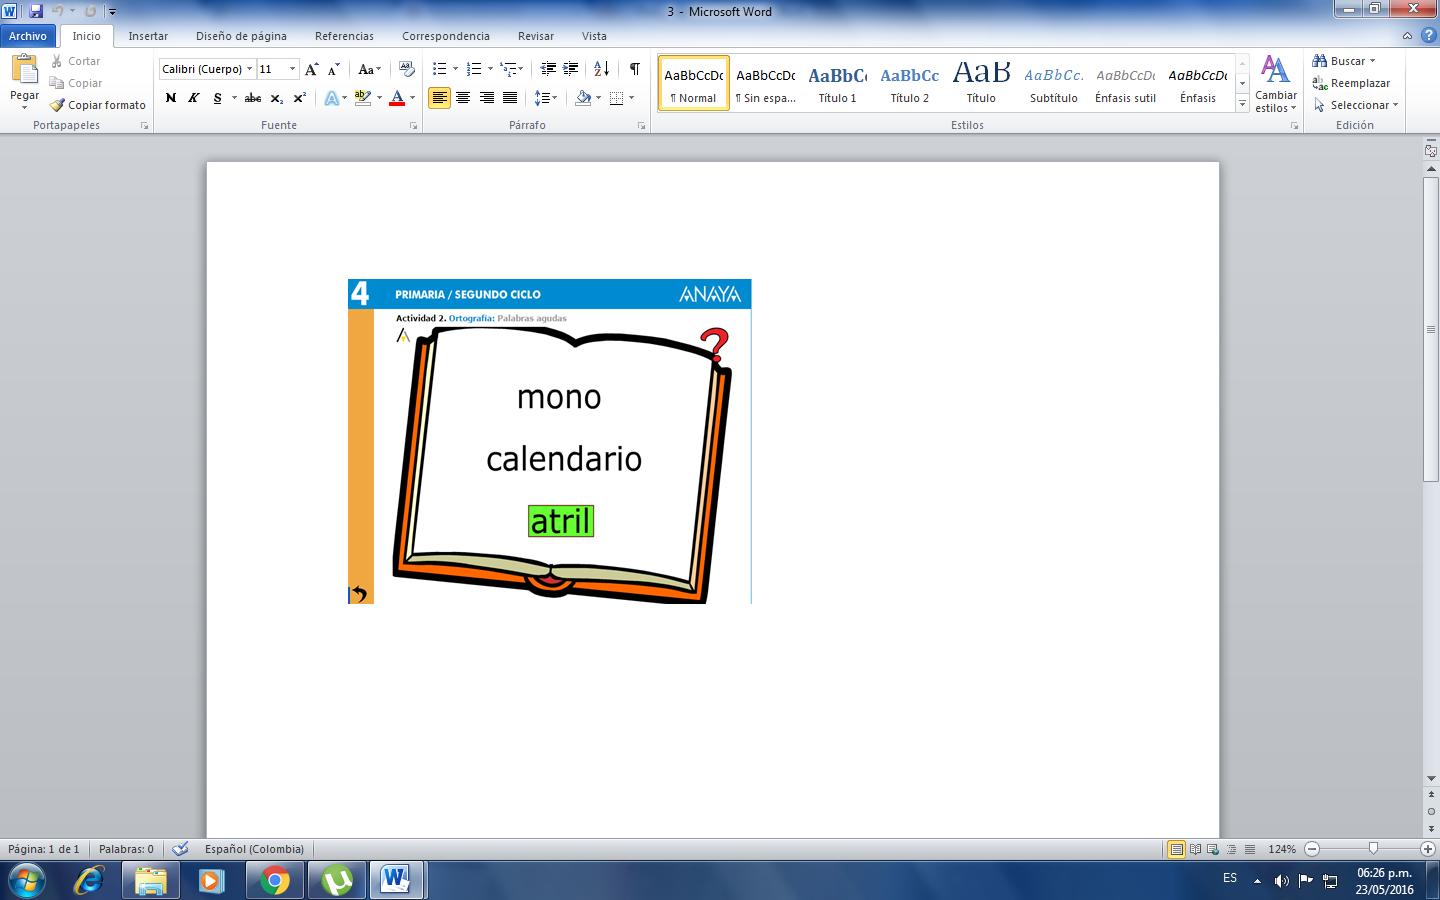 3 - Microsoft Word
Archivo Inicio Insertar Diseño de página Referencias Correspondencia Revisar Vista
Pegar
Cortar
Copiar
Copiar formato
Portapapeles
Calibri (Cuerpo) 11
N K S abc x₂ x²
Fuente
Párrafo
AaBbCcDc AaBbCcDc AaBbCc AaBbCc AaB AaBbCc. AaBbCcDc AaBbCcDc
¶ Normal ¶ Sin espa... Título 1 Título 2 Título Subtítulo Énfasis sutil Énfasis
Cambiar
estilos
Estilos
Buscar
Reemplazar
Seleccionar
Edición
4 PRIMARIA / SEGUNDO CICLO ANAYA
Actividad 2. Ortografía: Palabras agudas
?
mono
calendario
atril
Página: 1 de 1 Palabras: 0 Español (Colombia) 124%
ES 06:26 p.m.
23/05/2016